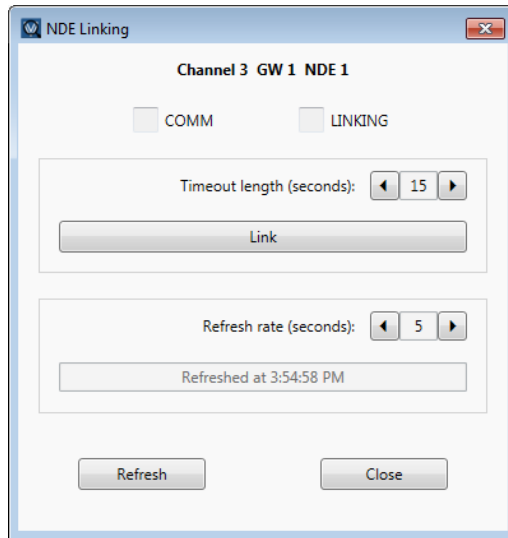 NDE Linking
Channel 3 GW 1 NDE 1
COMM LINKING
Timeout length (seconds): 15
Link
Refresh rate (seconds): 5
Refreshed at 3:54:58 PM
Refresh Close